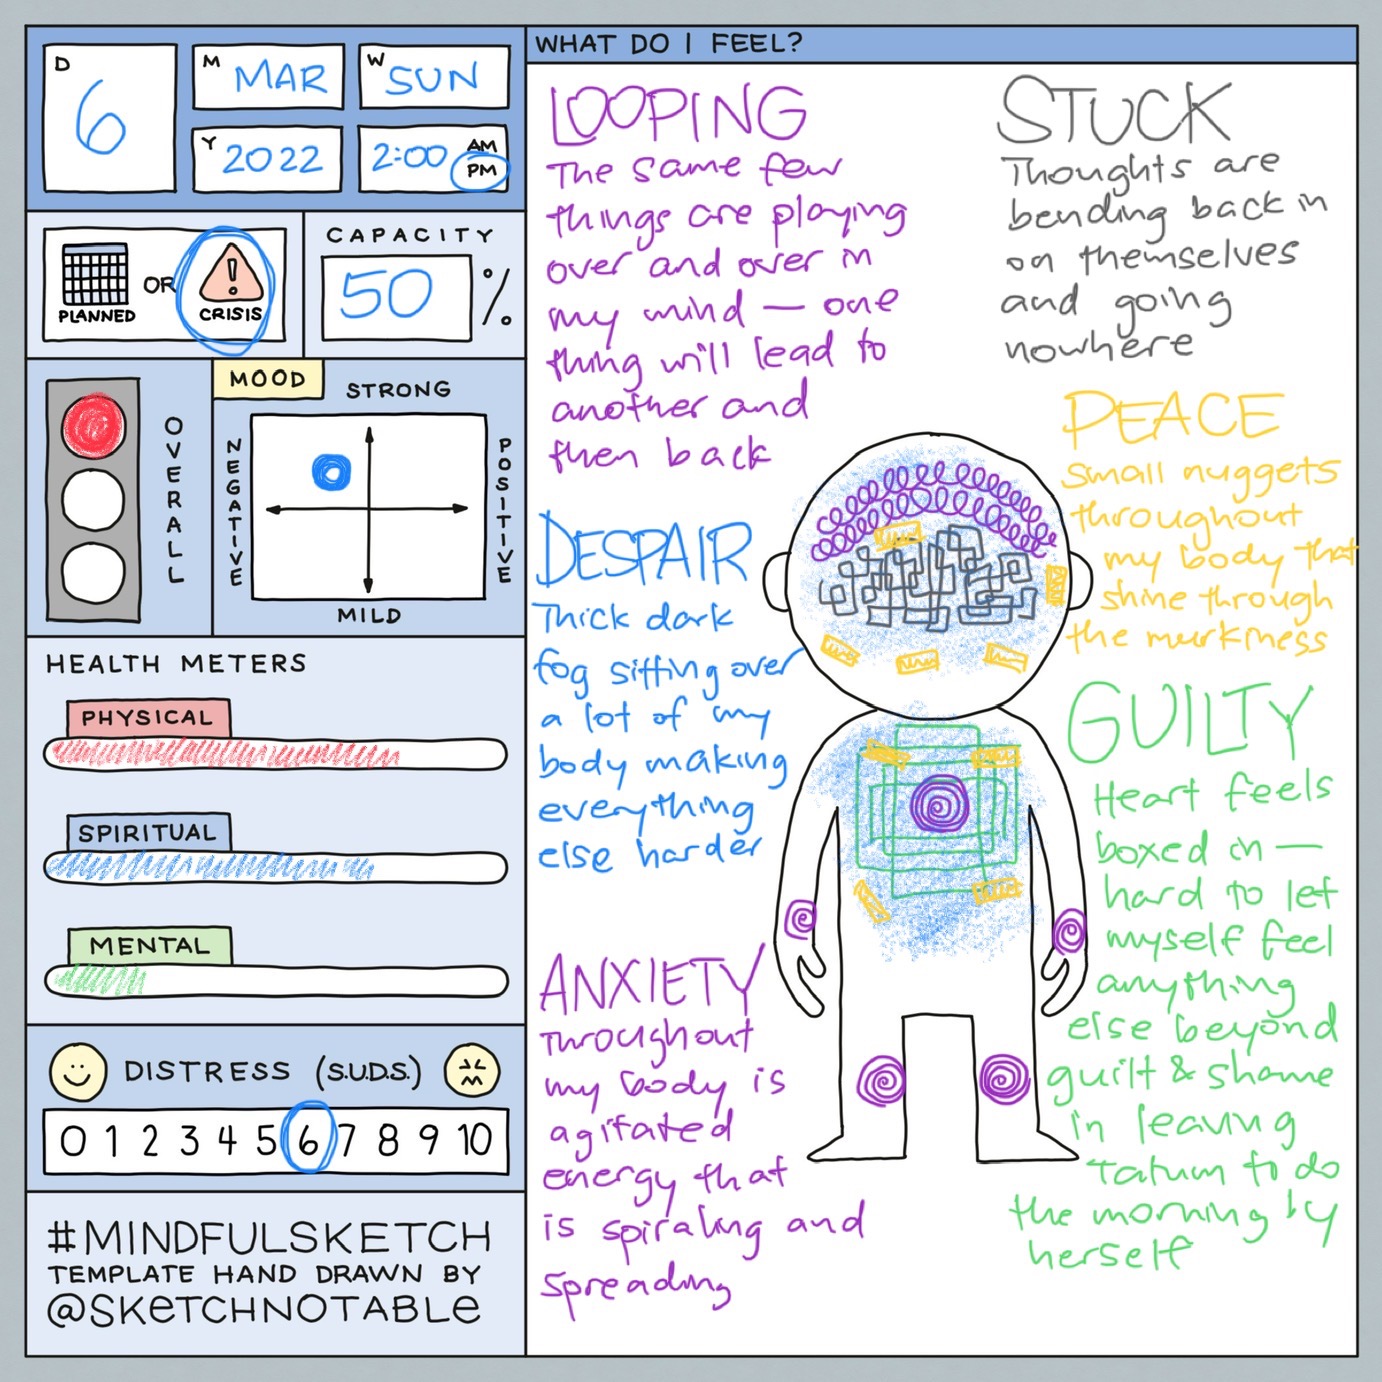 D
6
M
MAR
W
SUN
Y
2022
2:00
AM
PM
PLANNED
OR
!
CRISIS
CAPACITY
50 %
OVERALL
MOOD
STRONG
NEGATIVE
POSITIVE
MILD
HEALTH METERS
PHYSICAL
SPIRITUAL
MENTAL
DISTRESS (S.U.D.S.)
0 1 2 3 4 5 6 7 8 9 10
#MINDFULSKETCH
TEMPLATE HAND DRAWN BY
@SKETCHNOTABLE
WHAT DO I FEEL?
LOOPING
The same few
things are playing
over and over in
my mind — one
thing will lead to
another and
then back
STUCK
Thoughts are
bending back in
on themselves
and going
nowhere
PEACE
Small nuggets
throughout
my body that
shine through
the murkiness
DESPAIR
Thick dark
fog sitting over
a lot of my
body making
everything
else harder
GUILTY
Heart feels
boxed in —
hard to let
myself feel
anything
else beyond
guilt & shame
in leaving
Tatum to do
the morning by
herself
ANXIETY
Throughout
my body is
agitated
energy that
is spiraling and
spreading